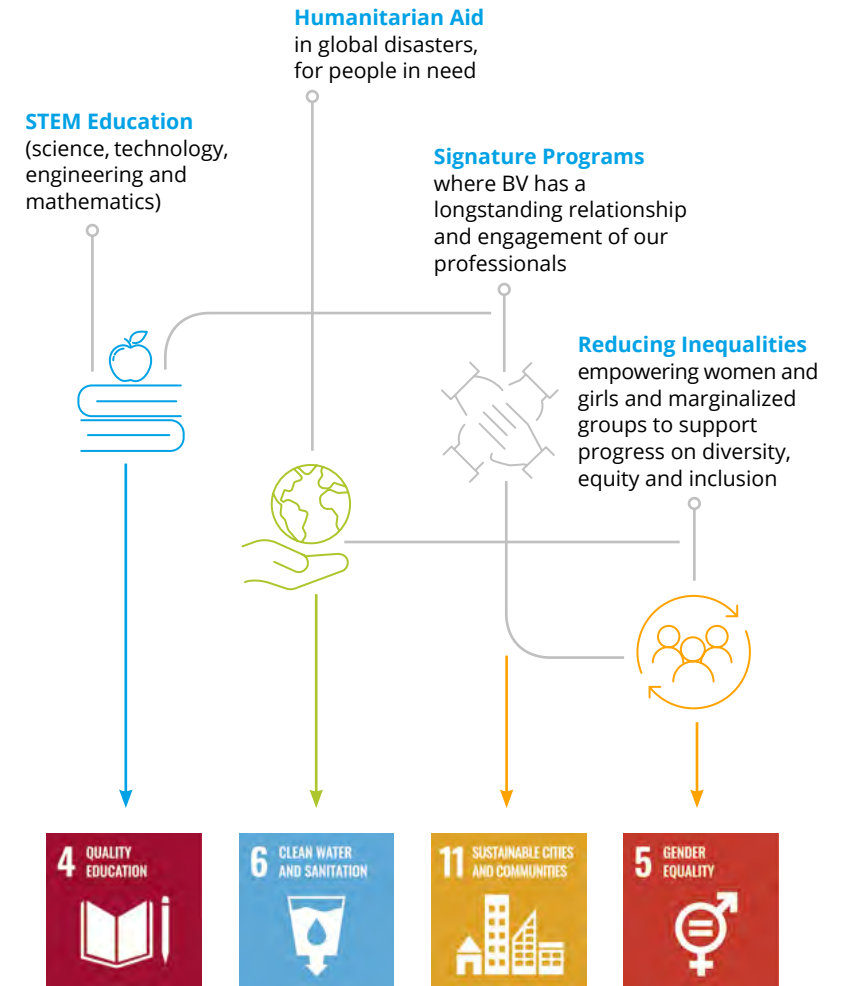 Humanitarian Aid
in global disasters,
for people in need
STEM Education
(science, technology,
engineering and
mathematics)
Signature Programs
where BV has a
longstanding relationship
and engagement of our
professionals
Reducing Inequalities
empowering women and
girls and marginalized
groups to support
progress on diversity,
equity and inclusion
4 QUALITY
EDUCATION
6 CLEAN WATER
AND SANITATION
11 SUSTAINABLE CITIES
AND COMMUNITIES
5 GENDER
EQUALITY